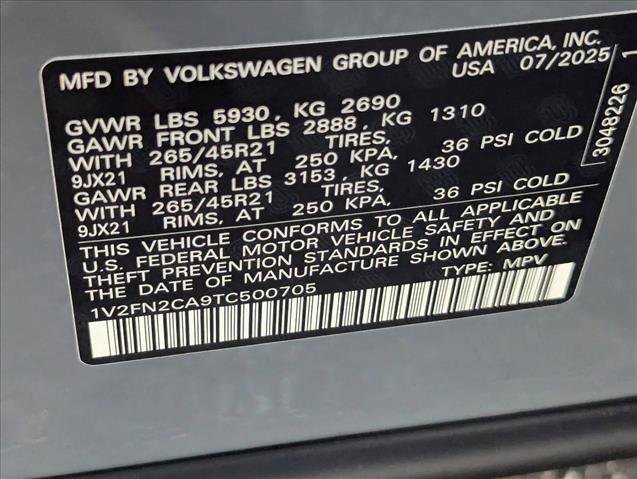 MFD BY VOLKSWAGEN GROUP OF AMERICA, INC.
USA 07/2025
GVWR LBS 5930, KG 2690
GAWR FRONT LBS 2888, KG 1310
WITH 265/45R21 TIRES,
9JX21 RIMS, AT 250 KPA, 36 PSI COLD
GAWR REAR LBS 3153, KG 1430
WITH 265/45R21 TIRES,
9JX21 RIMS, AT 250 KPA, 36 PSI COLD
THIS VEHICLE CONFORMS TO ALL APPLICABLE
U.S. FEDERAL MOTOR VEHICLE SAFETY AND
THEFT PREVENTION STANDARDS IN EFFECT ON
THE DATE OF MANUFACTURE SHOWN ABOVE.
1V2FN2CA9TC500705 TYPE: MPV
3048226 1